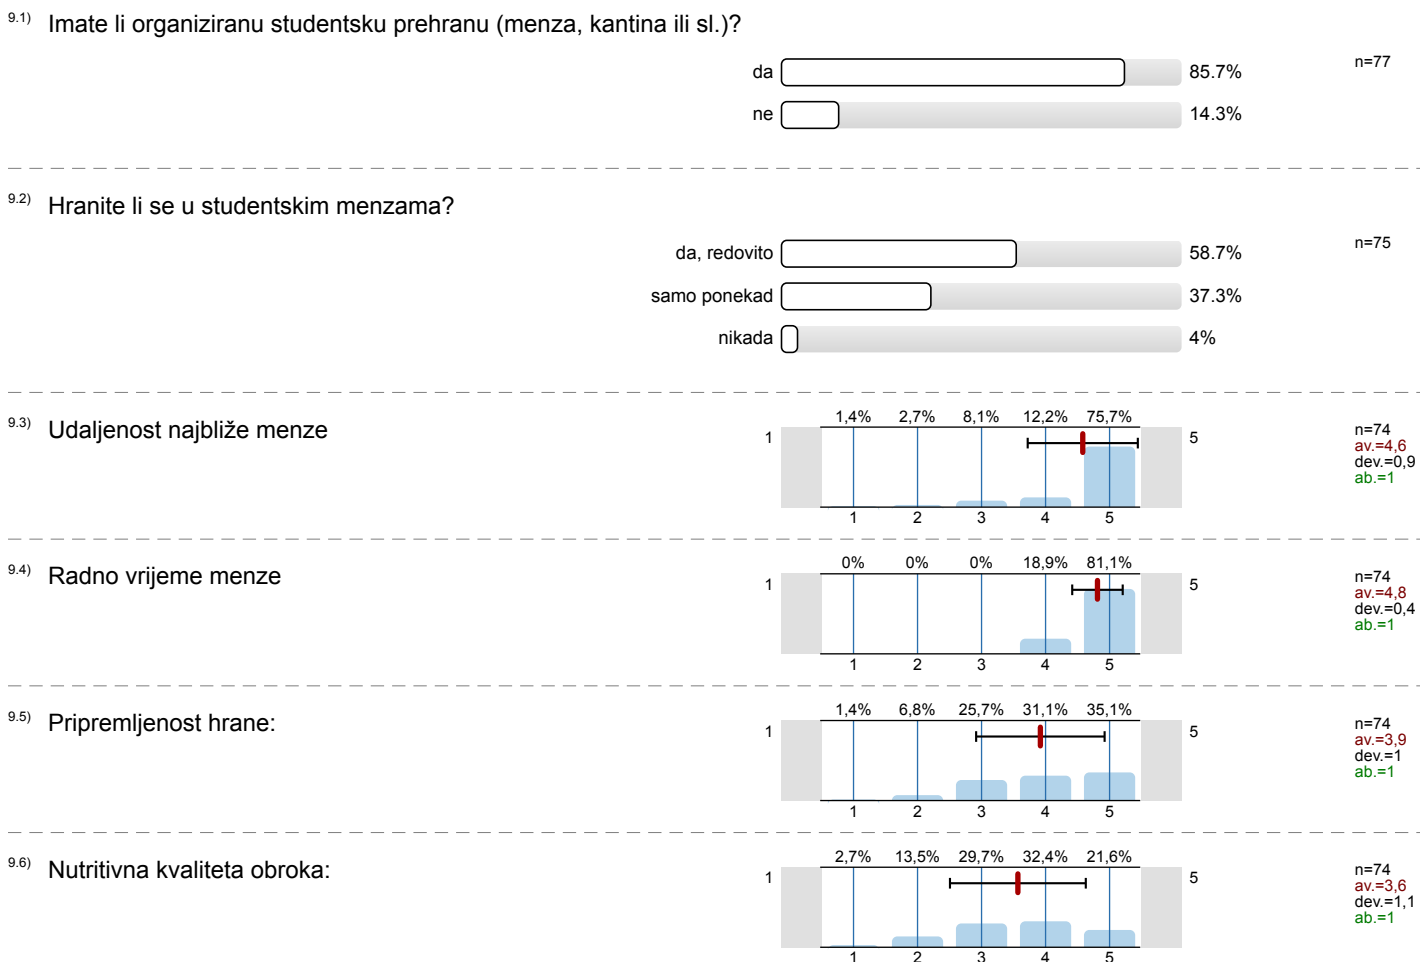 9.1) Imate li organiziranu studentsku prehranu (menza, kantina ili sl.)?
da 85.7% n=77
ne 14.3%
9.2) Hranite li se u studentskim menzama?
da, redovito 58.7% n=75
samo ponekad 37.3%
nikada 4%
9.3) Udaljenost najbliže menze
1,4% 2,7% 8,1% 12,2% 75,7%
1 5
1 2 3 4 5
n=74
av.=4,6
dev.=0,9
ab.=1
9.4) Radno vrijeme menze
0% 0% 0% 18,9% 81,1%
1 5
1 2 3 4 5
n=74
av.=4,8
dev.=0,4
ab.=1
9.5) Pripremljenost hrane:
1,4% 6,8% 25,7% 31,1% 35,1%
1 5
1 2 3 4 5
n=74
av.=3,9
dev.=1
ab.=1
9.6) Nutritivna kvaliteta obroka:
2,7% 13,5% 29,7% 32,4% 21,6%
1 5
1 2 3 4 5
n=74
av.=3,6
dev.=1,1
ab.=1